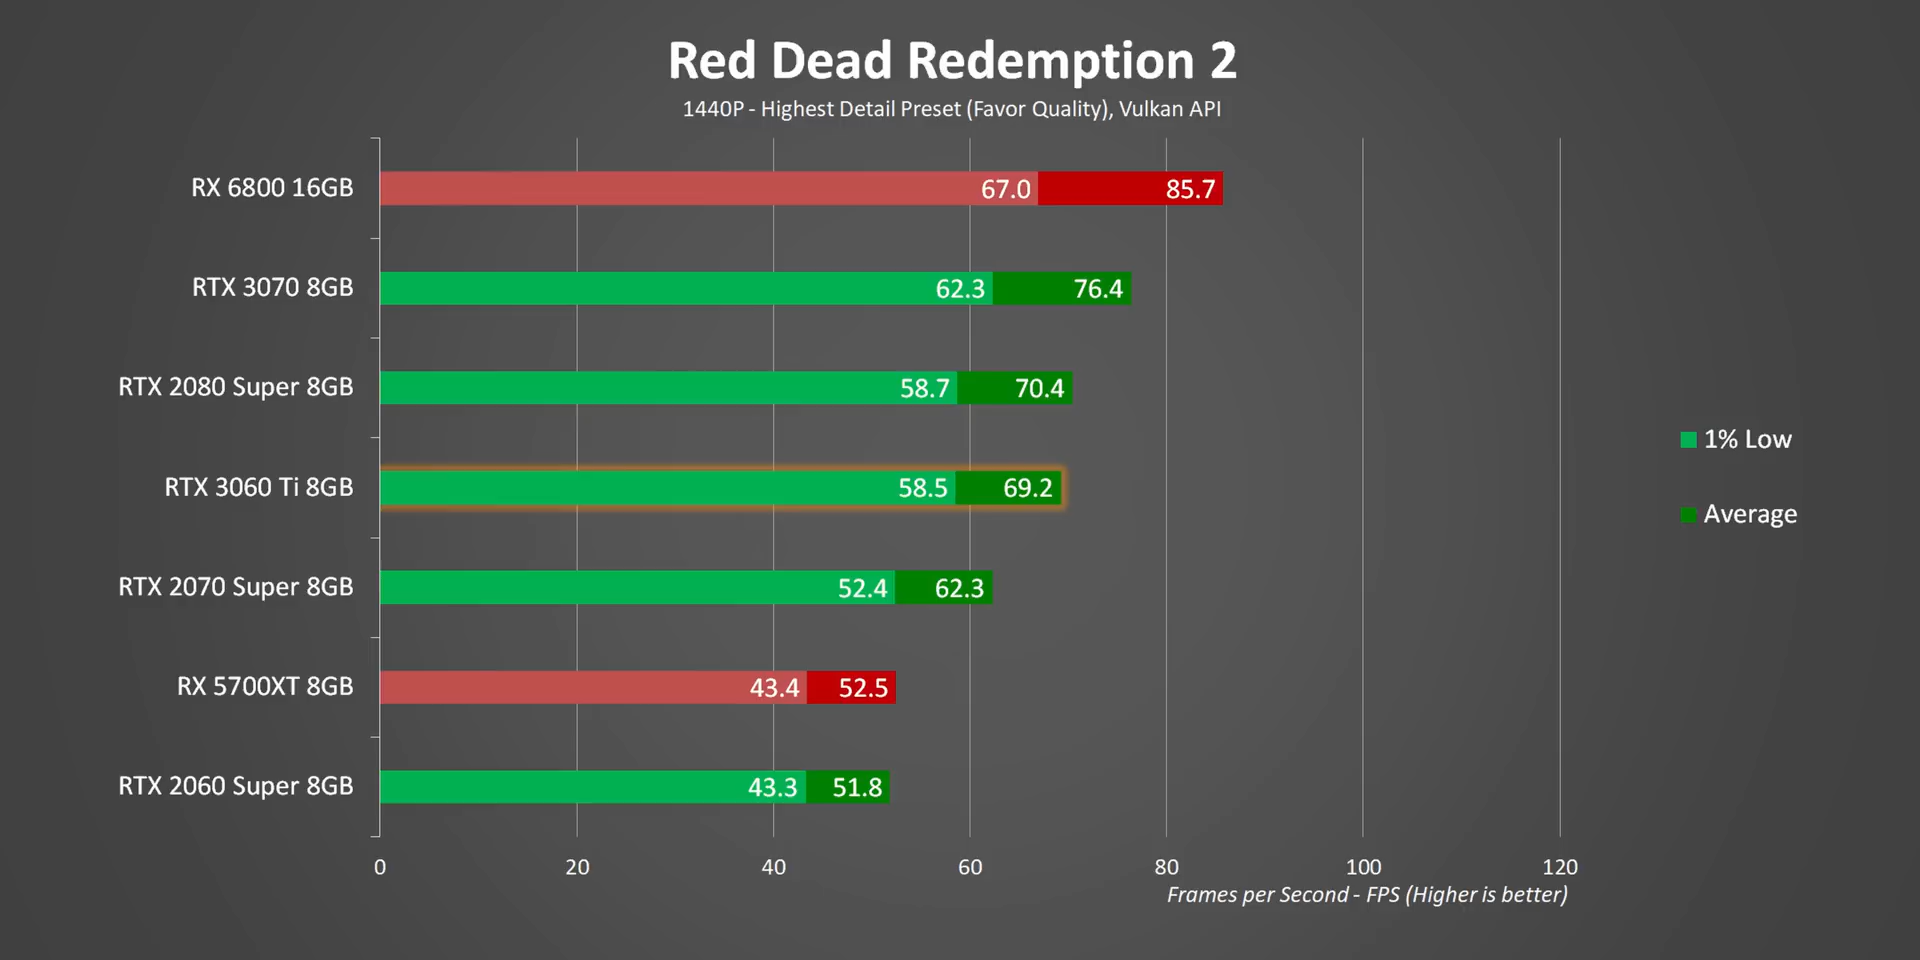 Red Dead Redemption 2
1440P - Highest Detail Preset (Favor Quality), Vulkan API
RX 6800 16GB 67.0 85.7
RTX 3070 8GB 62.3 76.4
RTX 2080 Super 8GB 58.7 70.4
1% Low
RTX 3060 Ti 8GB 58.5 69.2
Average
RTX 2070 Super 8GB 52.4 62.3
RX 5700XT 8GB 43.4 52.5
RTX 2060 Super 8GB 43.3 51.8
0 20 40 60 80 100 120
Frames per Second - FPS (Higher is better)